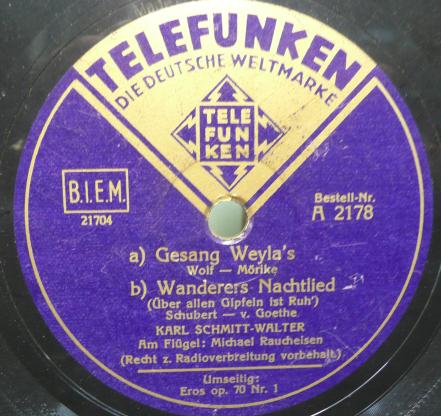 TELEFUNKEN
DIE DEUTSCHE WELTMARKE
TELE
FUN
KEN
B.I.E.M.
21704
Bestell-Nr.
A 2178
a) Gesang Weyla's
Wolf — Mörike
b) Wanderers Nachtlied
(Über allen Gipfeln ist Ruh')
Schubert — v. Goethe
KARL SCHMITT-WALTER
Am Flügel: Michael Raucheisen
(Recht z. Radioverbreitung vorbehalt.)
Umseitig:
Eros op. 70 Nr. 1